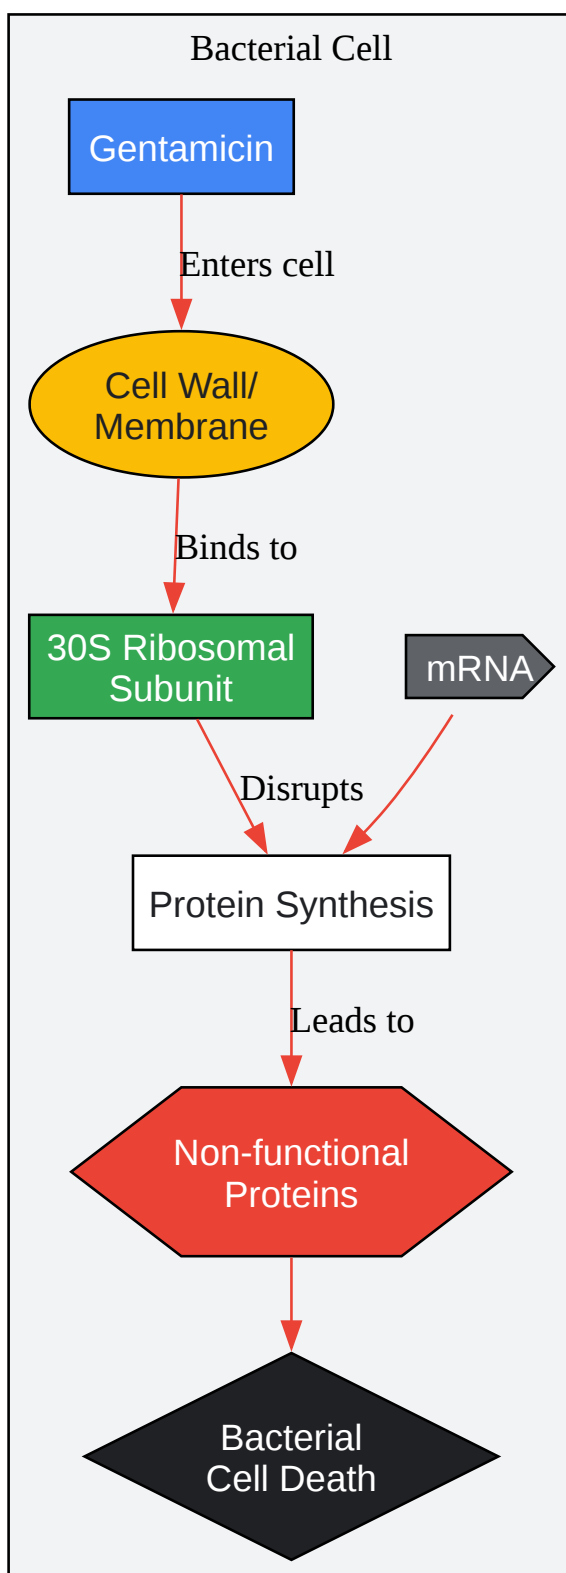 Bacterial Cell
Gentamicin
Enters cell
Cell Wall/
Membrane
Binds to
30S Ribosomal
Subunit
mRNA
Disrupts
Protein Synthesis
Leads to
Non-functional
Proteins
Bacterial
Cell Death